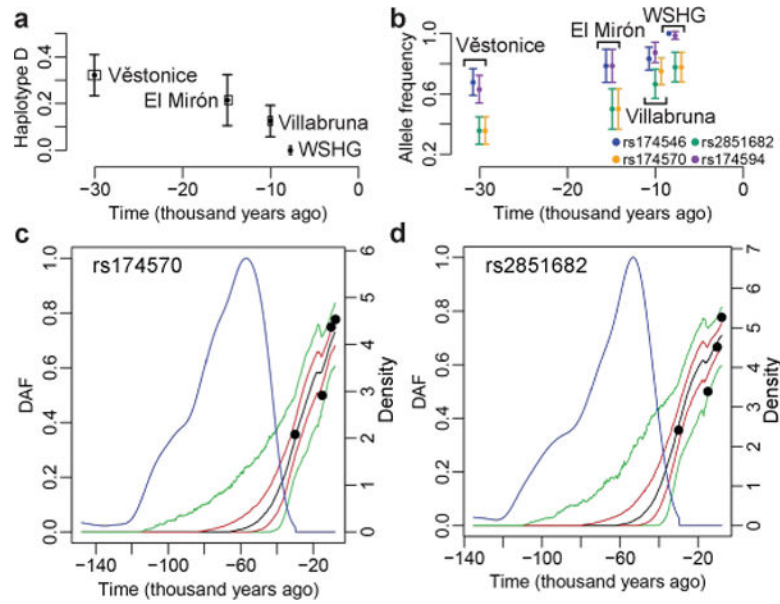 a
Haplotype D
0.4
0.2
0.0
Věstonice
El Mirón
Villabruna
WSHG
−30 −20 −10 0
Time (thousand years ago)
b
Allele frequency
1.0
0.6
0.2
Věstonice
El Mirón
WSHG
Villabruna
rs174546 rs2851682
rs174570 rs174594
−30 −20 −10 0
Time (thousand years ago)
c
rs174570
DAF
1.0
0.8
0.6
0.4
0.2
0.0
6
5
4
3
2
1
0
Density
−140 −100 −60 −20
Time (thousand years ago)
d
rs2851682
DAF
1.0
0.8
0.6
0.4
0.2
0.0
7
6
5
4
3
2
1
0
Density
−140 −100 −60 −20
Time (thousand years ago)